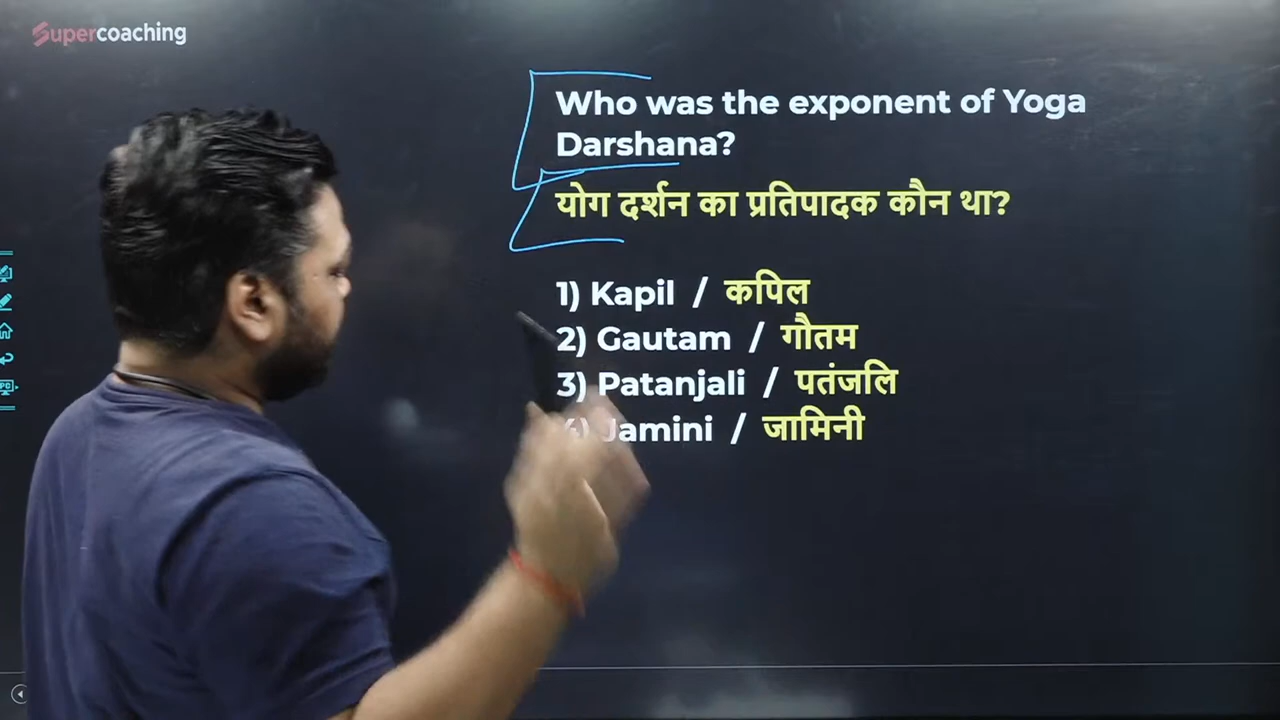 Supercoaching
Who was the exponent of Yoga
Darshana?
योग दर्शन का प्रतिपादक कौन था?
1) Kapil / कपिल
2) Gautam / गौतम
3) Patanjali / पतंजलि
4) Jamini / जामिनी